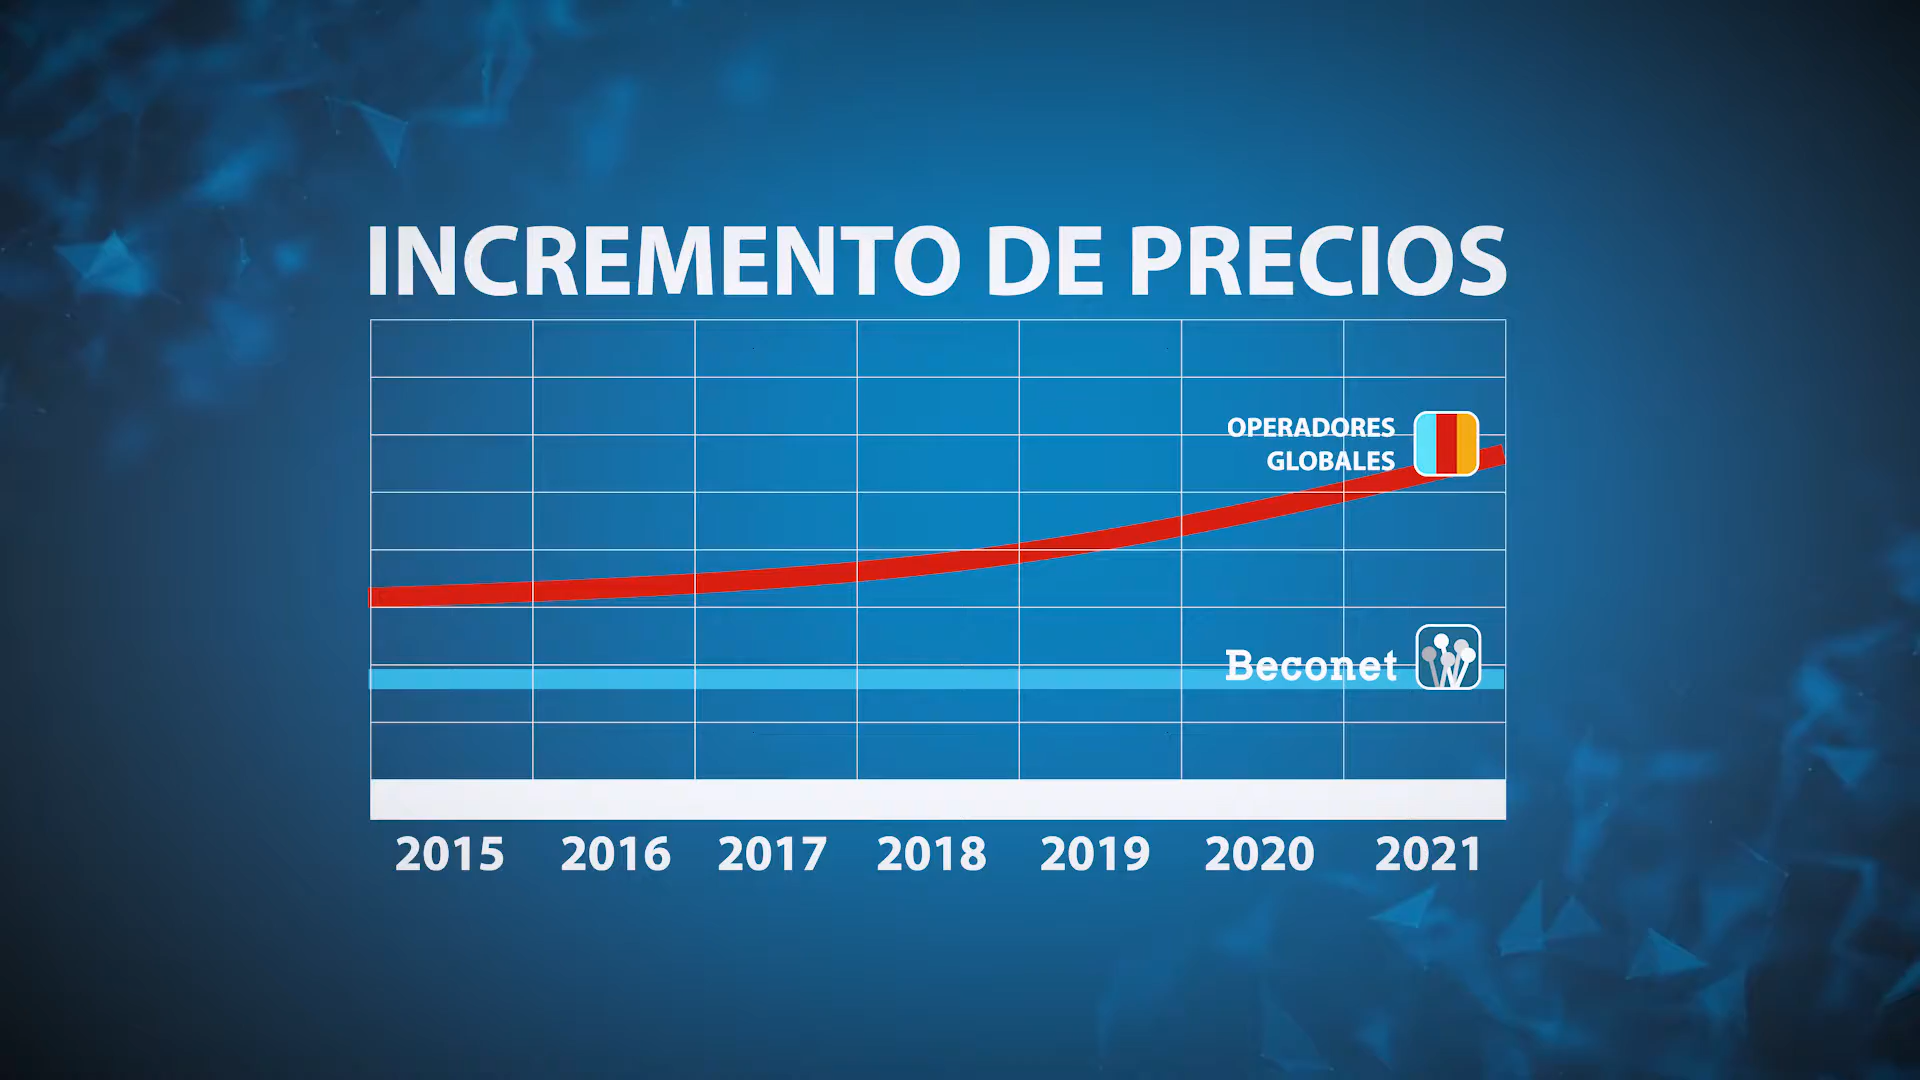 INCREMENTO DE PRECIOS
OPERADORES
GLOBALES
Beconet
2015 2016 2017 2018 2019 2020 2021